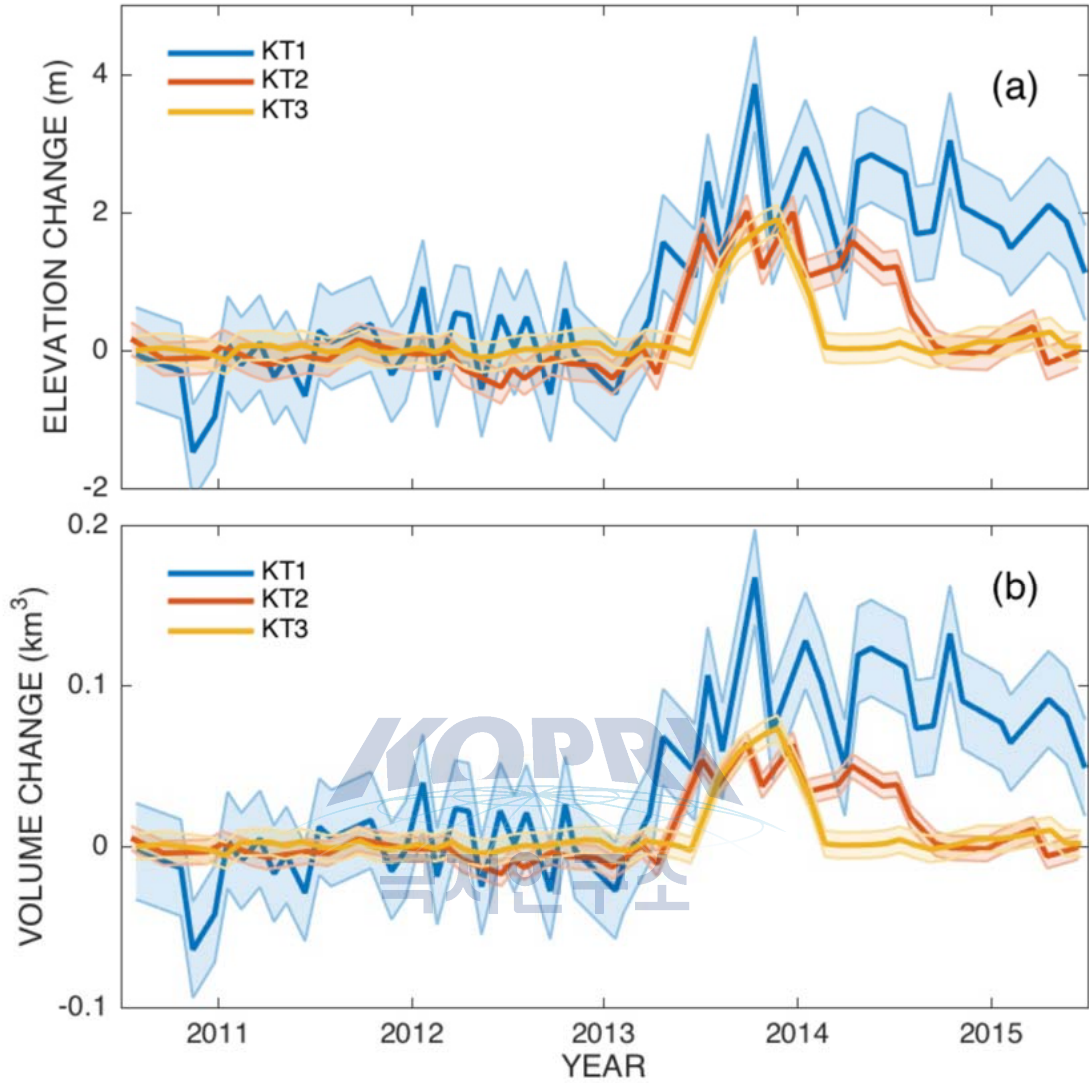 KT1
KT2
KT3
(a)
4
2
0
-2
ELEVATION CHANGE (m)
KT1
KT2
KT3
(b)
0.2
0.1
0
-0.1
VOLUME CHANGE (km³)
KOPRI
극지연구소
2011
2012
2013
2014
2015
YEAR